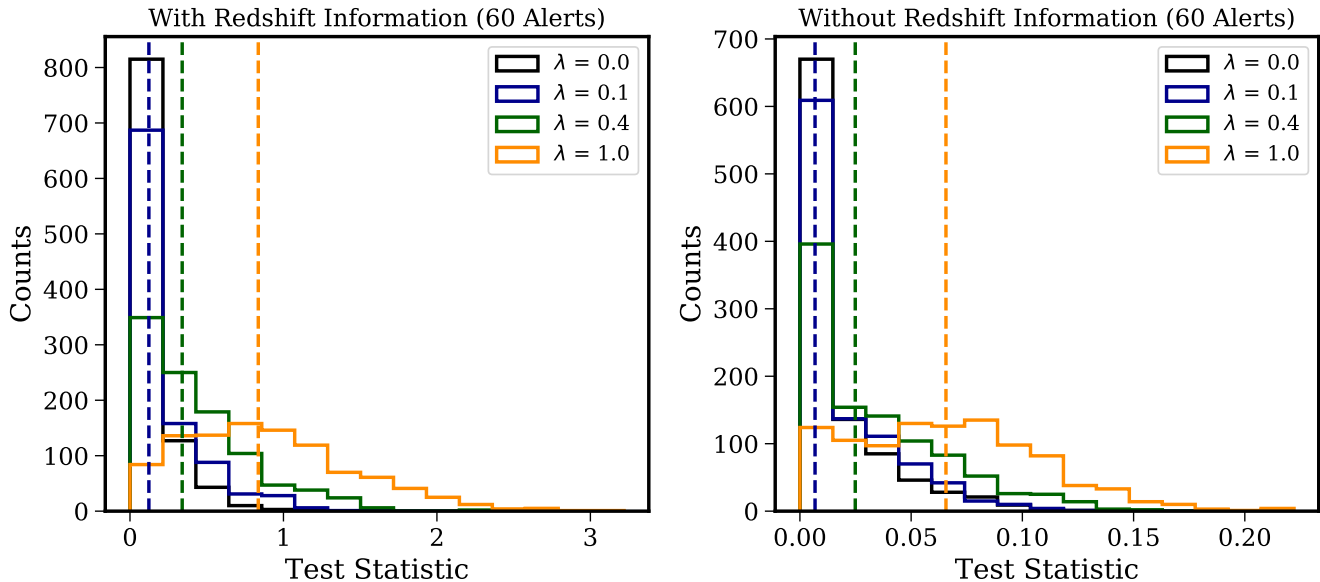 With Redshift Information (60 Alerts)
800
700
600
500
400
300
200
100
0
Counts
0
1
2
3
Test Statistic
λ = 0.0
λ = 0.1
λ = 0.4
λ = 1.0
Without Redshift Information (60 Alerts)
700
600
500
400
300
200
100
0
Counts
0.00
0.05
0.10
0.15
0.20
Test Statistic
λ = 0.0
λ = 0.1
λ = 0.4
λ = 1.0